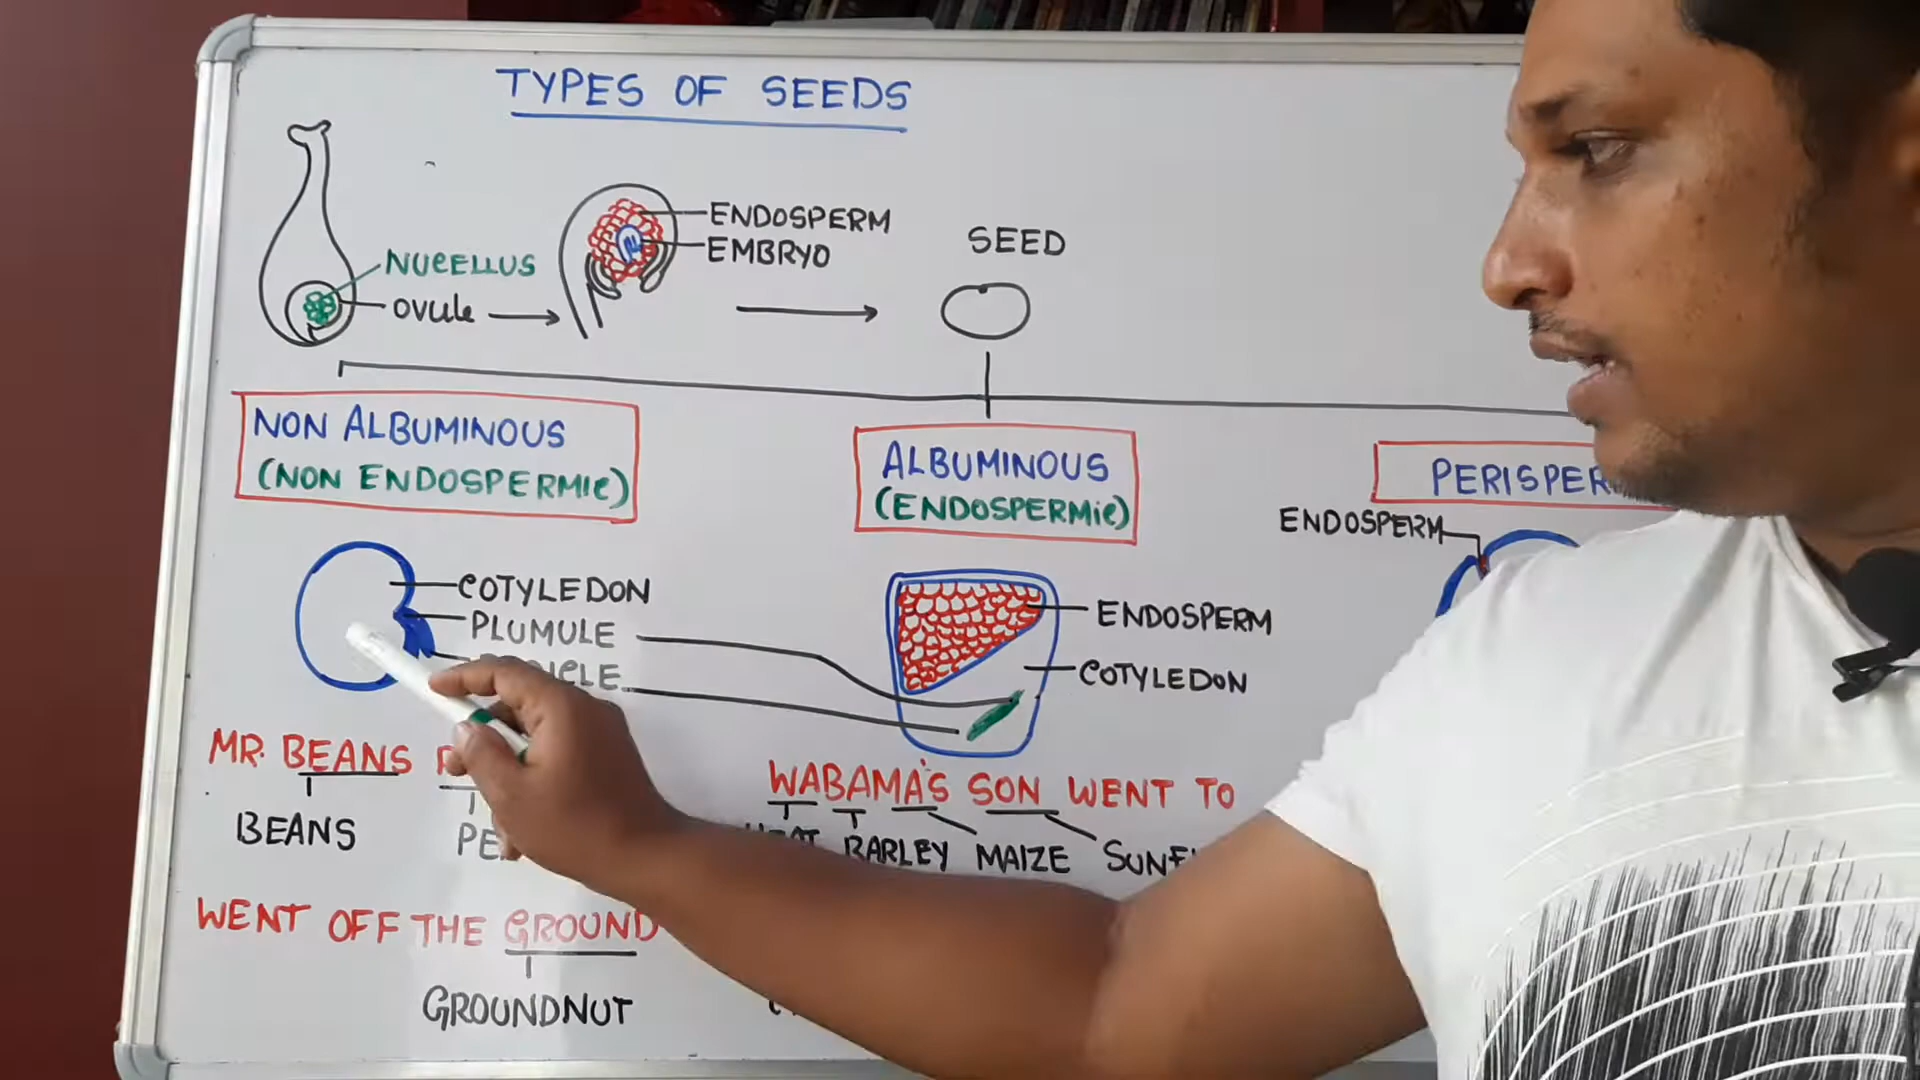 TYPES OF SEEDS
NUCELLUS
OVULE
ENDOSPERM
EMBRYO
SEED
NON ALBUMINOUS
(NON ENDOSPERMIC)
ALBUMINOUS
(ENDOSPERMIC)
ENDOSPERM
COTYLEDON
PLUMULE
ENDOSPERM
COTYLEDON
MR. BEANS
BEANS
WENT OFF THE GROUND
GROUNDNUT
WABAMA'S SON WENT TO
BARLEY MAIZE